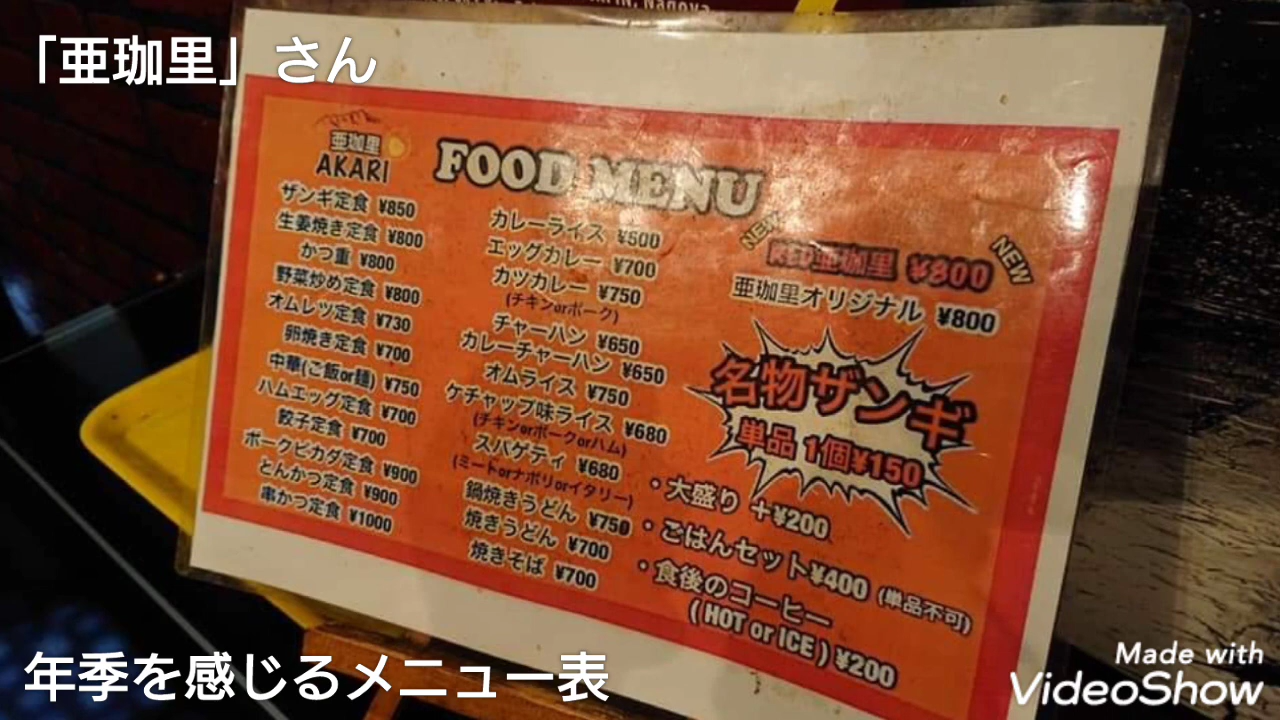 「亜珈里」さん
Nagoya
亜珈里
AKARI
FOOD MENU
ザンギ定食 ¥850
生姜焼き定食 ¥800
かつ重 ¥800
野菜炒め定食 ¥800
オムレツ定食 ¥730
卵焼き定食 ¥700
中華(ご飯or麺) ¥750
ハムエッグ定食 ¥700
餃子定食 ¥700
ポークピカタ定食 ¥900
とんかつ定食 ¥900
串かつ定食 ¥1000
カレーライス ¥500
エッグカレー ¥700
カツカレー ¥750
(チキンorポーク)
チャーハン ¥650
カレーチャーハン ¥650
オムライス ¥750
ケチャップ味ライス ¥680
(チキンorポークorハム)
スパゲティ ¥680
(ミートorナポリorイタリー)
鍋焼きうどん ¥750
焼きうどん ¥700
焼きそば ¥700
NEW
NEW
RED亜珈里 ¥800
亜珈里オリジナル ¥800
名物ザンギ
単品 1個¥150
・大盛り +¥200
・ごはんセット¥400 (単品不可)
・食後のコーヒー
( HOT or ICE ) ¥200
年季を感じるメニュー表
Made with
VideoShow